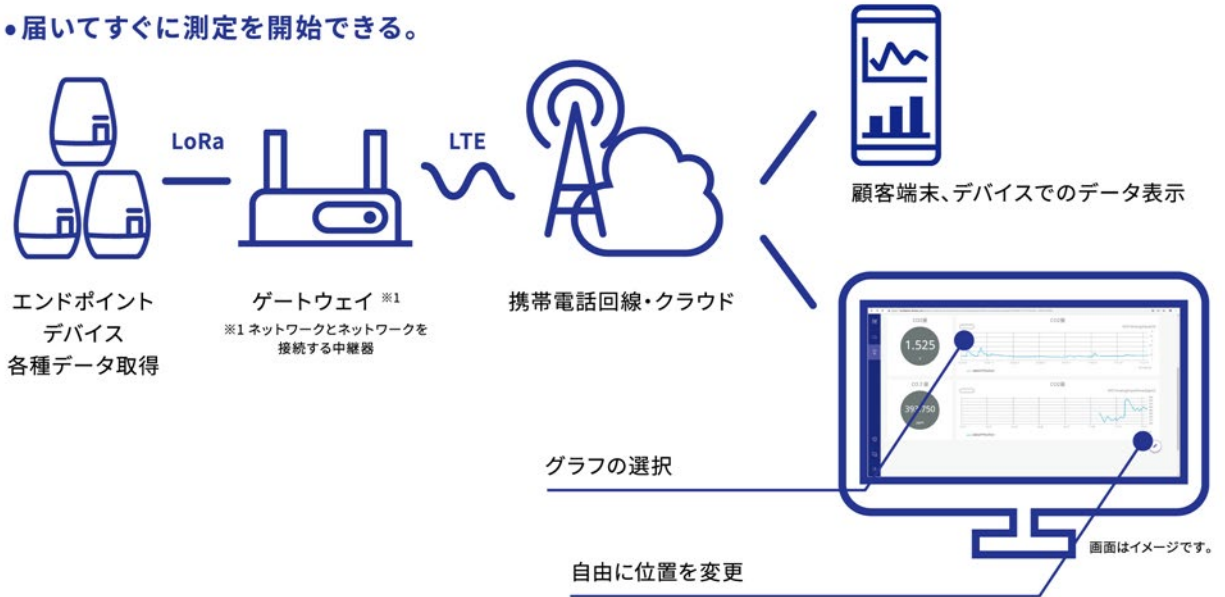 •届いてすぐに測定を開始できる。
LoRa
LTE
エンドポイント
デバイス
各種データ取得
ゲートウェイ ※1
※1 ネットワークとネットワークを
接続する中継器
携帯電話回線・クラウド
顧客端末、デバイスでのデータ表示
1.525
グラフの選択
自由に位置を変更
画面はイメージです。